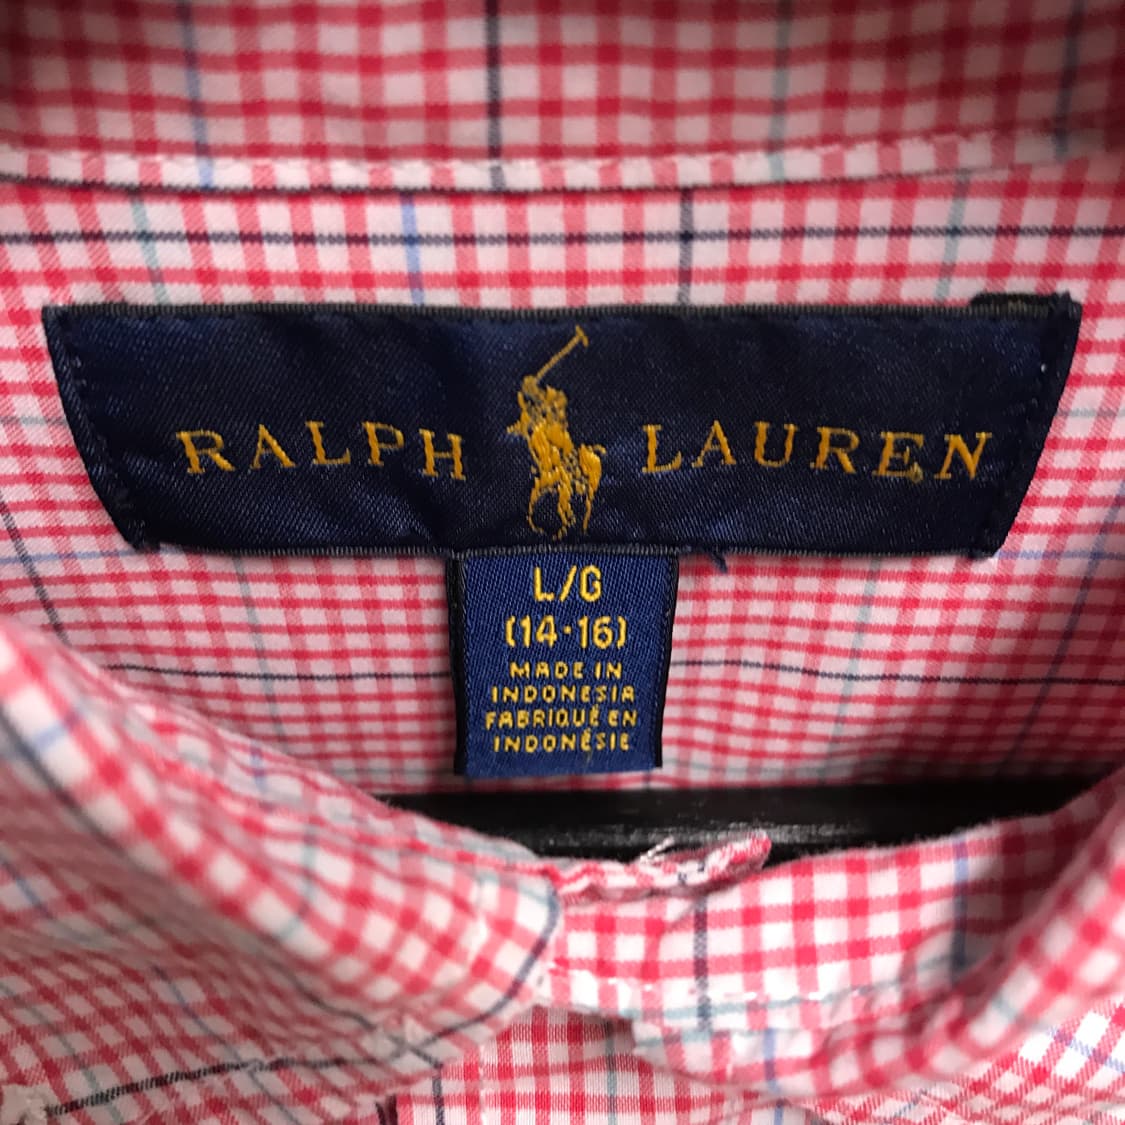 RALPH LAUREN
L/G
(14-16)
MADE IN
INDONESIA
FABRIQUÉ EN
INDONÉSIE